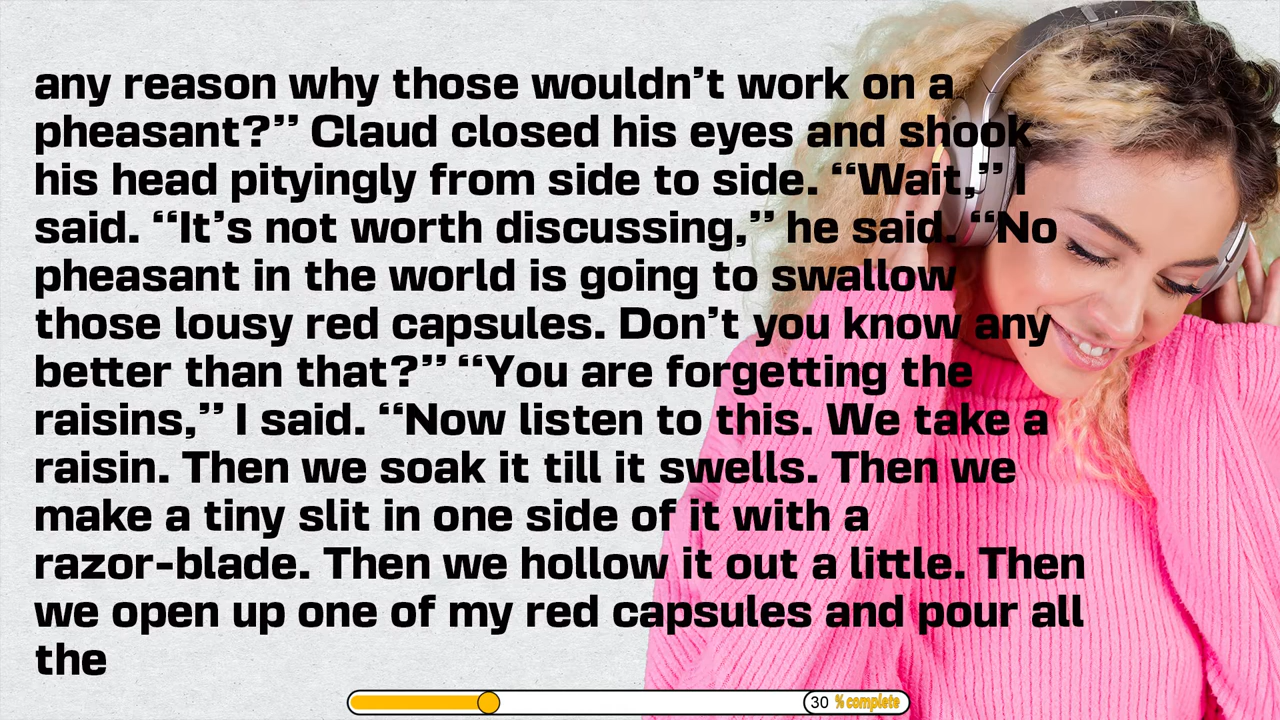 any reason why those wouldn’t work on a
pheasant?” Claud closed his eyes and shook
his head pityingly from side to side. “Wait,” I
said. “It’s not worth discussing,” he said. “No
pheasant in the world is going to swallow
those lousy red capsules. Don’t you know any
better than that?” “You are forgetting the
raisins,” I said. “Now listen to this. We take a
raisin. Then we soak it till it swells. Then we
make a tiny slit in one side of it with a
razor-blade. Then we hollow it out a little. Then
we open up one of my red capsules and pour all
the
30 % complete